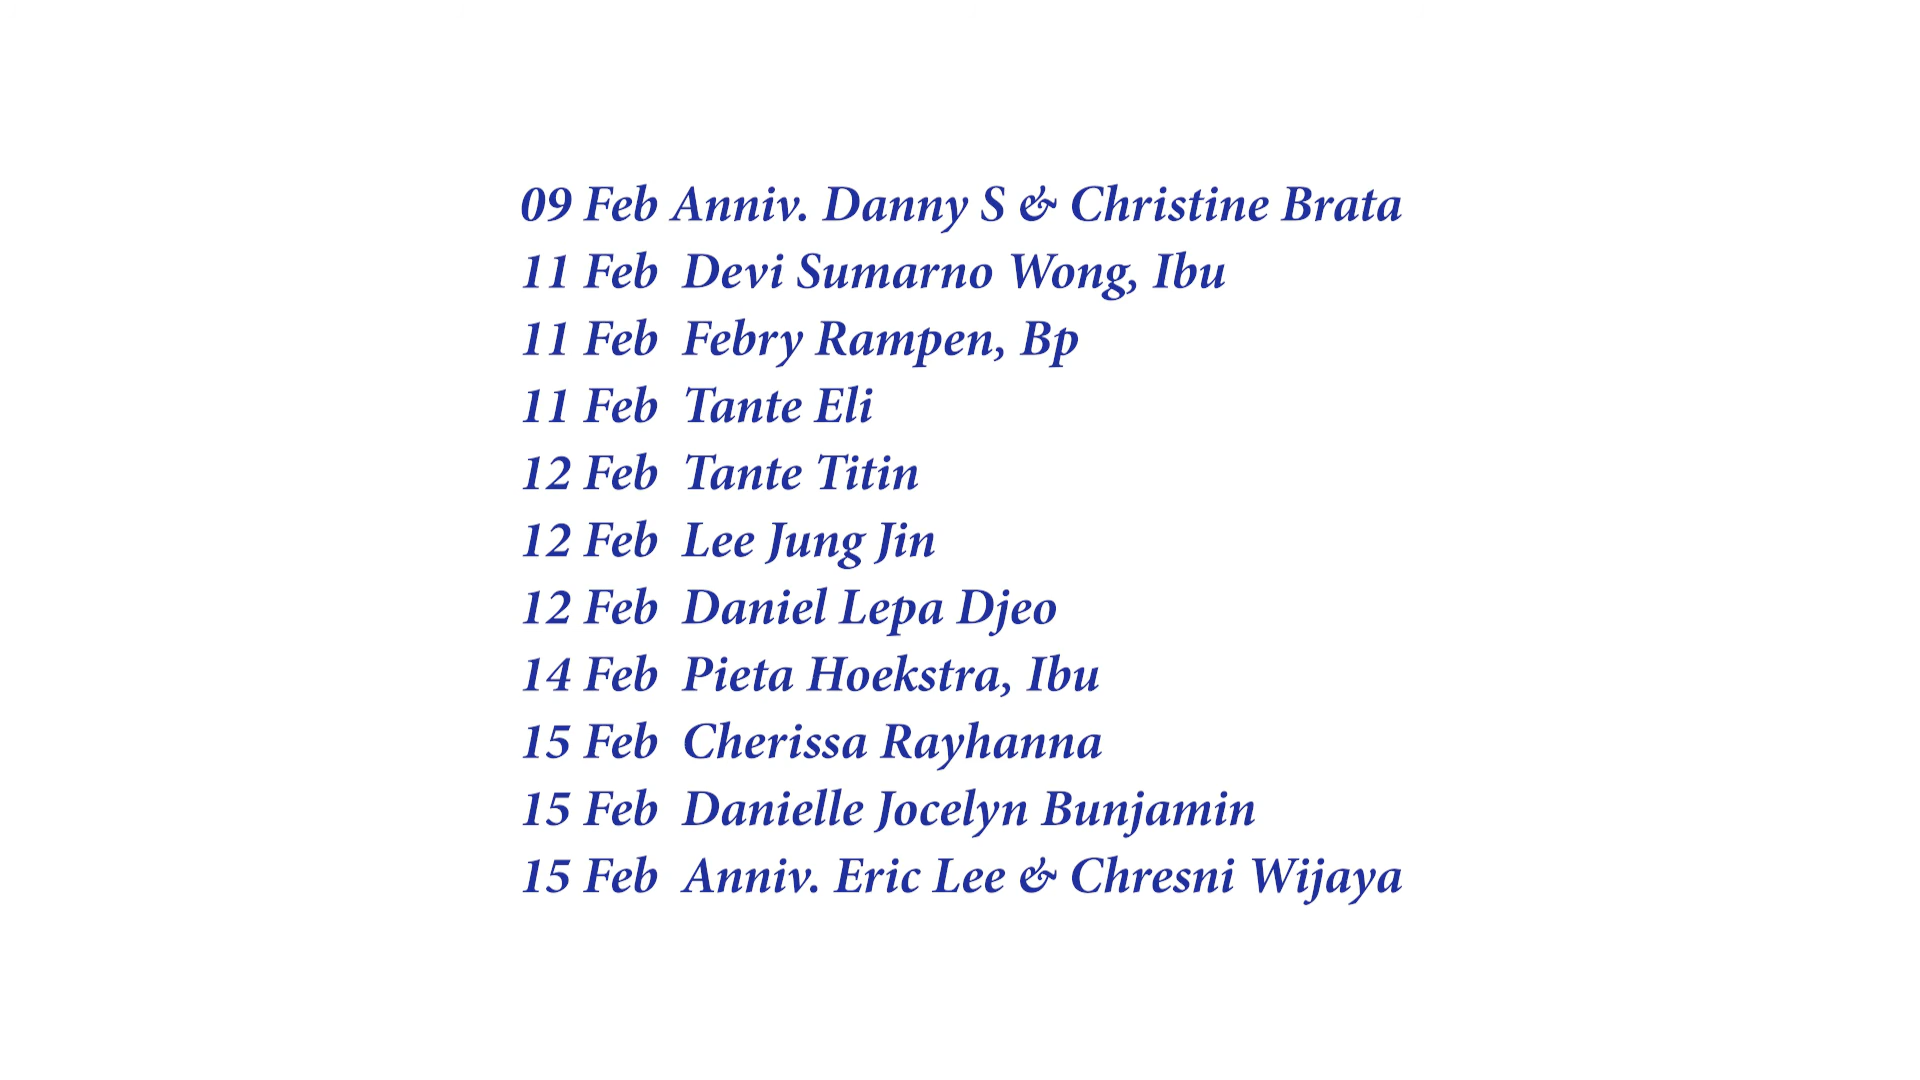 09 Feb Anniv. Danny S & Christine Brata
11 Feb Devi Sumarno Wong, Ibu
11 Feb Febry Rampen, Bp
11 Feb Tante Eli
12 Feb Tante Titin
12 Feb Lee Jung Jin
12 Feb Daniel Lepa Djeo
14 Feb Pieta Hoekstra, Ibu
15 Feb Cherissa Rayhanna
15 Feb Danielle Jocelyn Bunjamin
15 Feb Anniv. Eric Lee & Chresni Wijaya